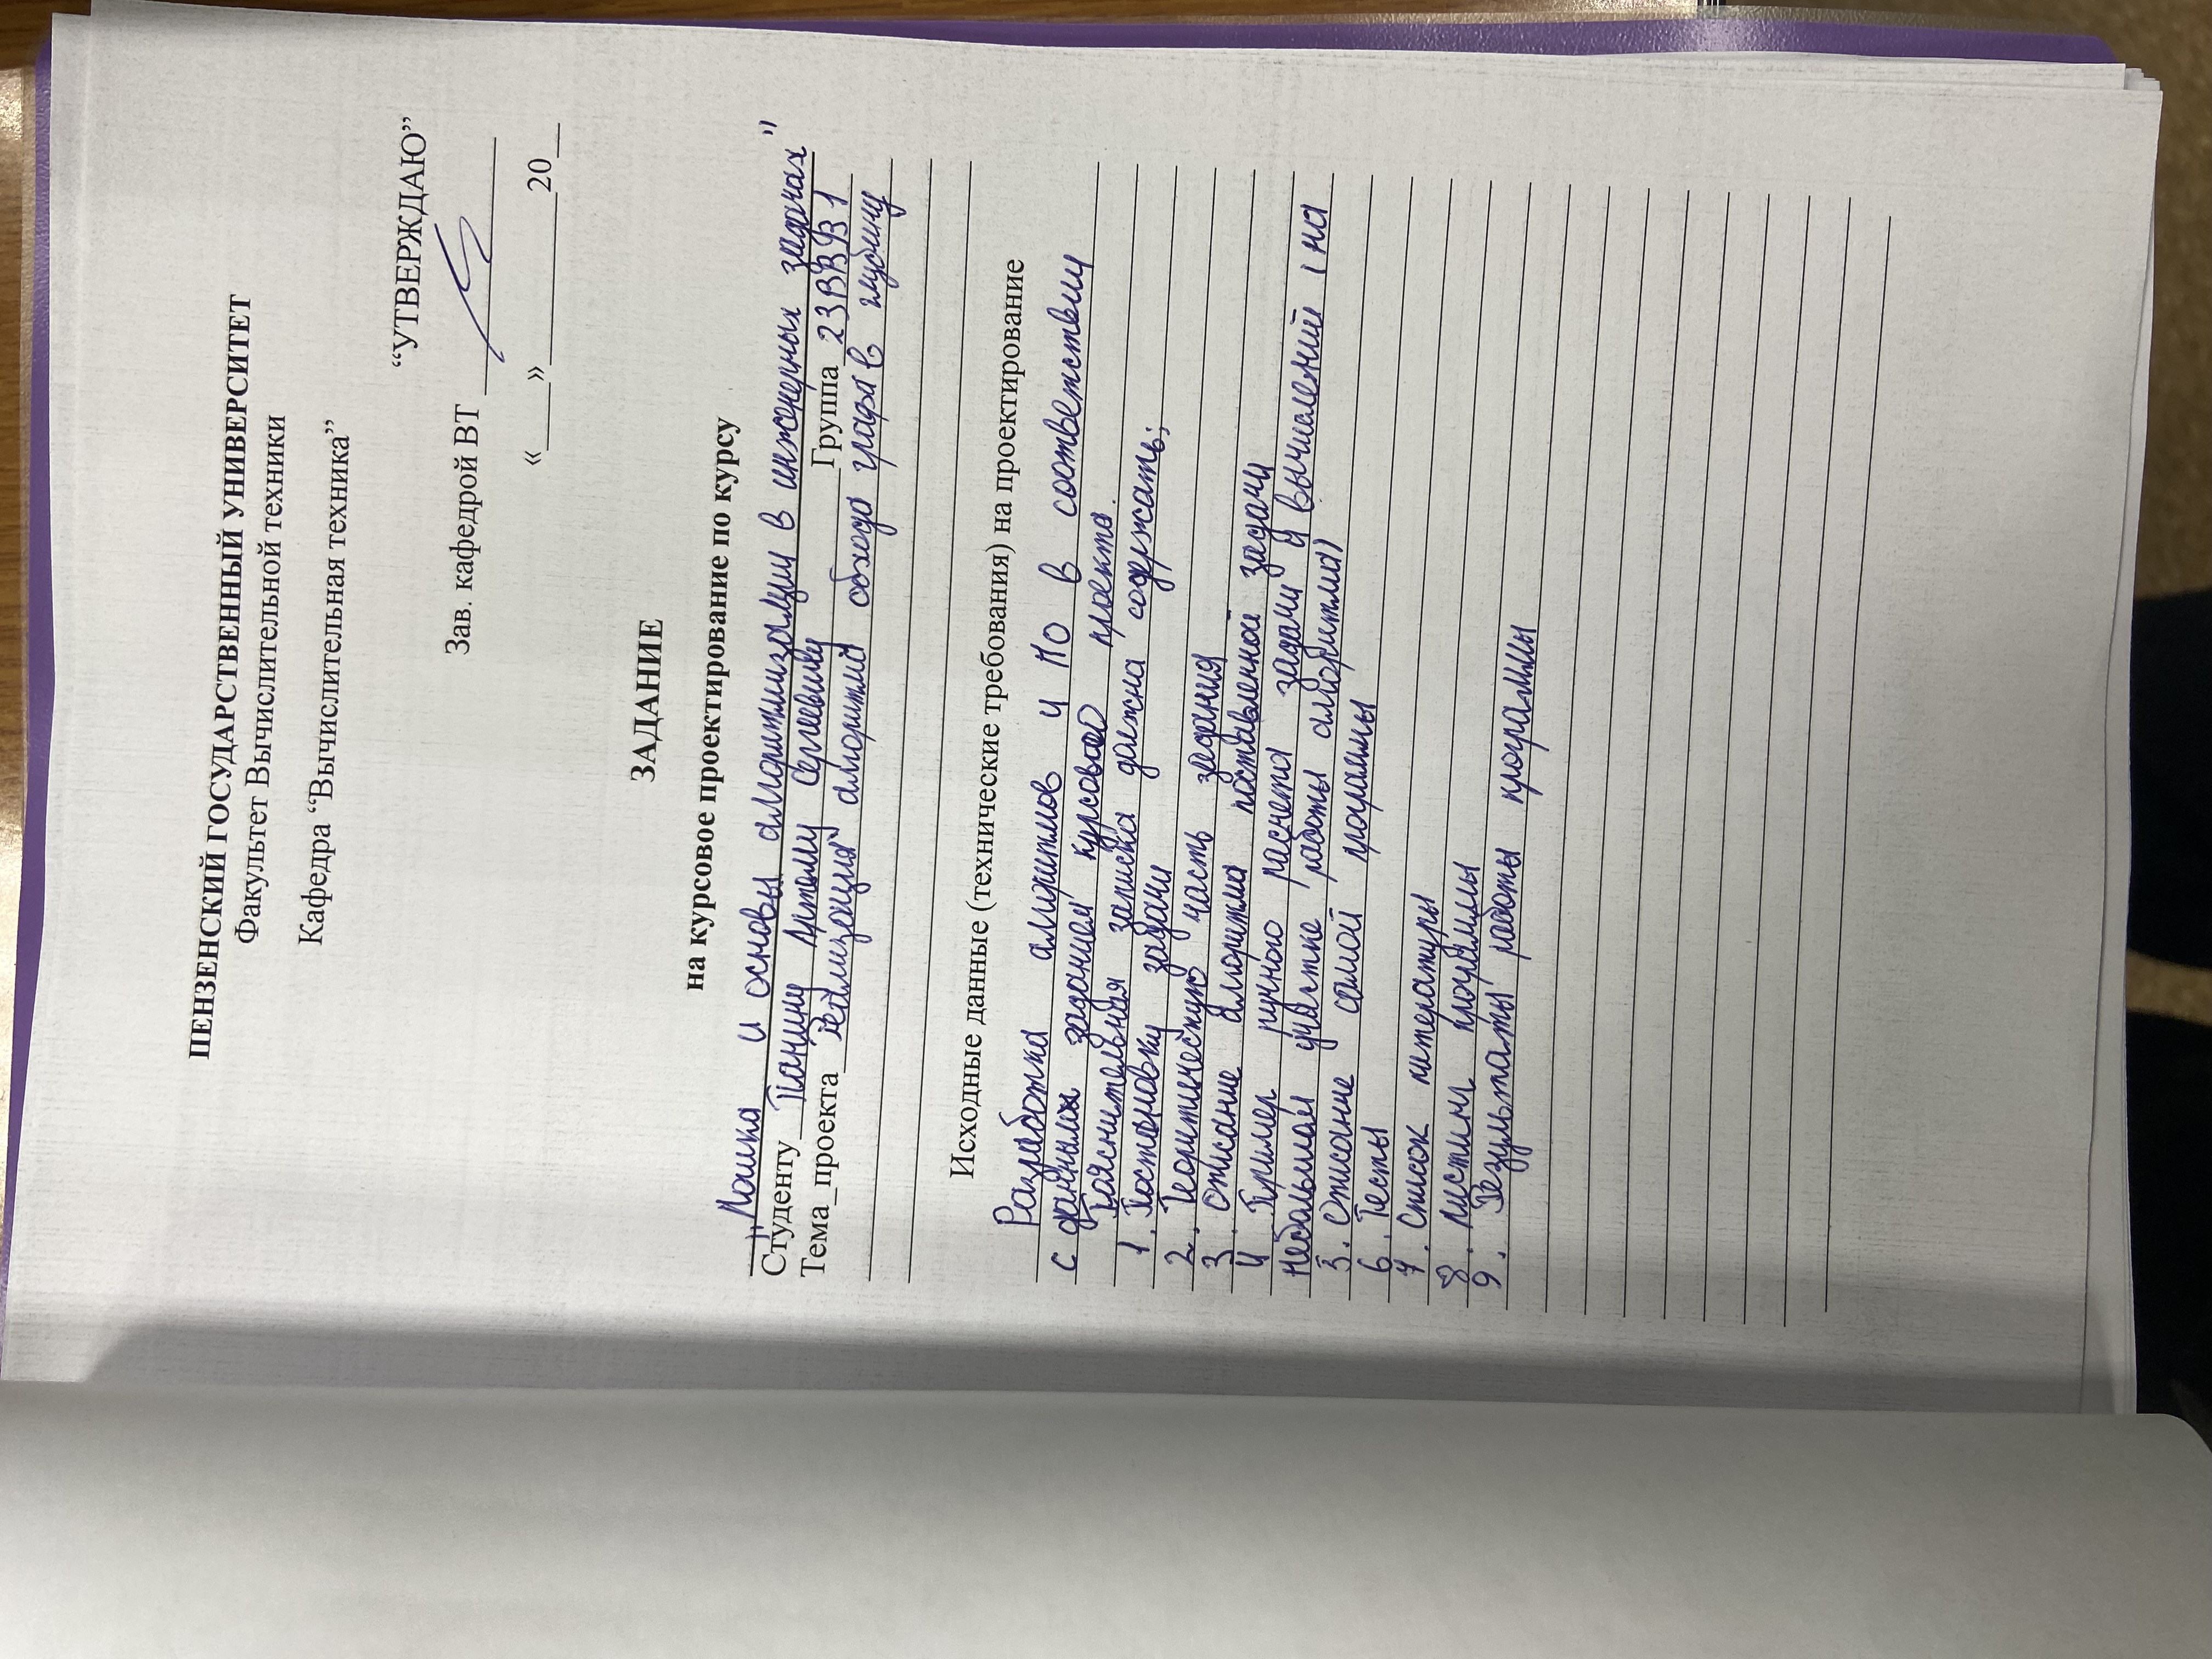 ПЕНЗЕНСКИЙ ГОСУДАРСТВЕННЫЙ УНИВЕРСИТЕТ
Факультет Вычислительной техники
Кафедра “Вычислительная техника”
“УТВЕРЖДАЮ”
Зав. кафедрой ВТ ____________
«____»__________20__
ЗАДАНИЕ
на курсовое проектирование по курсу
„Логика и основы алгоритмизации в инженерных задачах”
Студенту Панину Артему Сергеевичу Группа 23ВВВ1
Тема_проекта Реализация алгоритма обхода графа в глубину
Исходные данные (технические требования) на проектирование
Разработка алгоритмов и ПО в соответствии
с данным заданием курсового проекта.
Пояснительная записка должна содержать:
1. Постановку задачи
2. Теоритическую часть задания
3. Описание алгоритма поставленной задачи
4 Пример ручного расчета задачи и вычислений (на
небольшом участке работы алгоритма)
5. Описание самой программы
6. Тесты
7. Список литературы
8. Листинг программы
9. Результаты работы программы